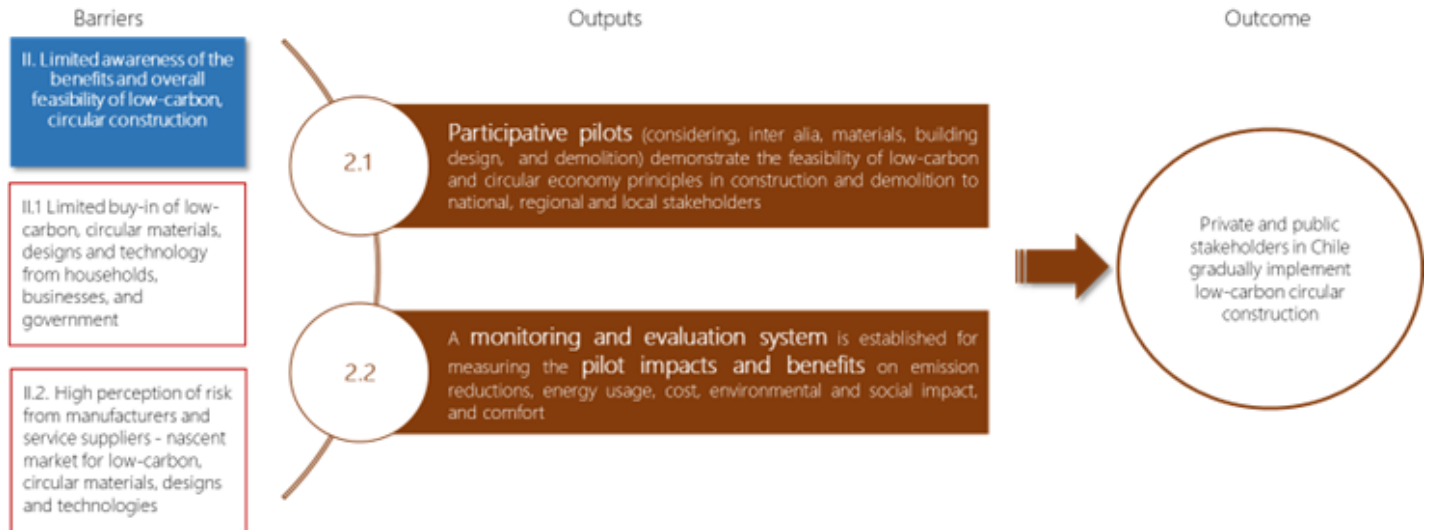 Barriers
Outputs
Outcome
II. Limited awareness of the
benefits and overall
feasibility of low-carbon,
circular construction
II.1 Limited buy-in of low-
carbon, circular materials,
designs and technology
from households,
businesses, and
government
II.2. High perception of risk
from manufacturers and
service suppliers - nascent
market for low-carbon,
circular materials, designs
and technologies
2.1
Participative pilots (considering, inter alia, materials, building
design, and demolition) demonstrate the feasibility of low-carbon
and circular economy principles in construction and demolition to
national, regional and local stakeholders
2.2
A monitoring and evaluation system is established for
measuring the pilot impacts and benefits on emission
reductions, energy usage, cost, environmental and social impact,
and comfort
Private and public
stakeholders in Chile
gradually implement
low-carbon circular
construction